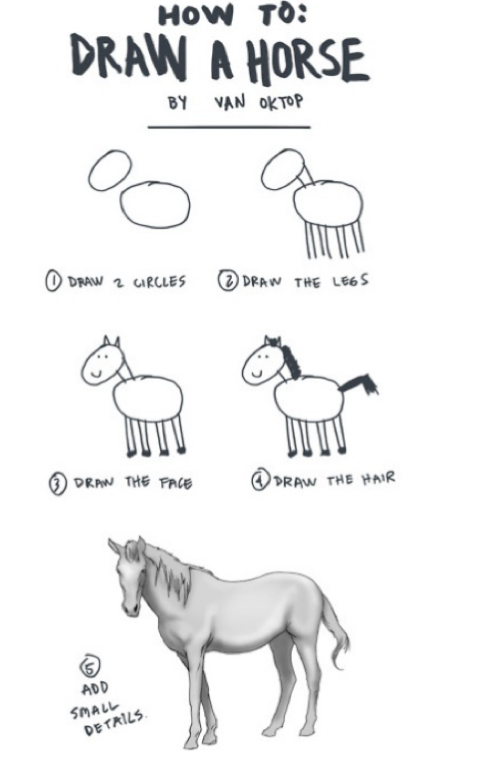 HOW TO:
DRAW A HORSE
BY VAN OKTOP
① DRAW 2 CIRCLES
② DRAW THE LEGS
③ DRAW THE FACE
④ DRAW THE HAIR
⑤
ADD
SMALL
DETAILS.